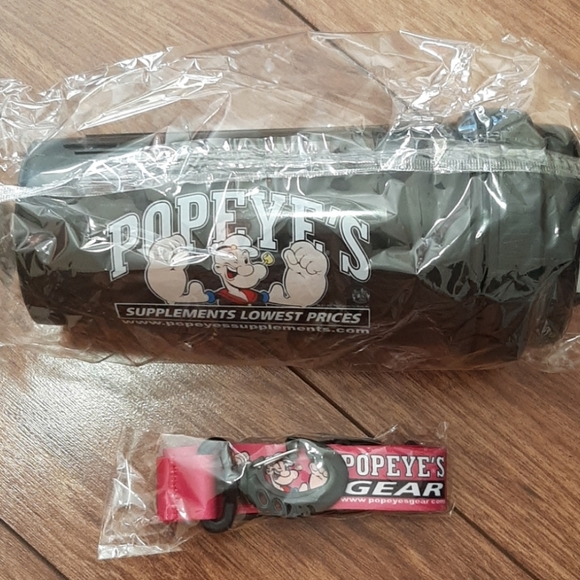 POPEYE'S
SUPPLEMENTS LOWEST PRICES
www.popeyessupplements.com
POPEYE'S
GEAR
www.popeyesgear.com